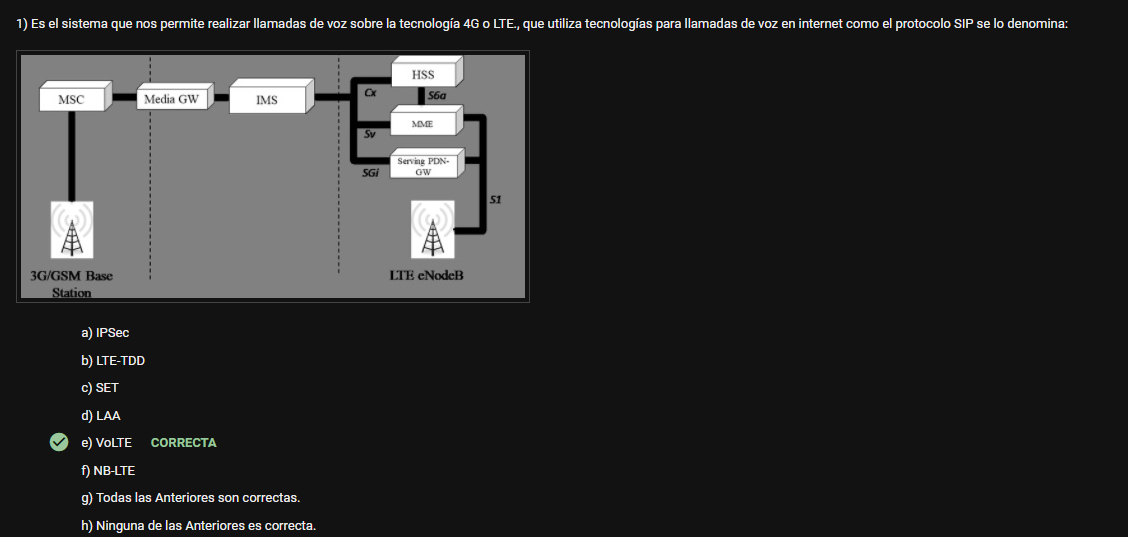 1) Es el sistema que nos permite realizar llamadas de voz sobre la tecnología 4G o LTE., que utiliza tecnologías para llamadas de voz en internet como el protocolo SIP se lo denomina:
HSS
MSC
Media GW
IMS
Cx
S6a
MME
Sv
Serving PDN-
GW
SGi
S1
3G/GSM Base
Station
LTE eNodeB
a) IPSec
b) LTE-TDD
c) SET
d) LAA
e) VoLTE CORRECTA
f) NB-LTE
g) Todas las Anteriores son correctas.
h) Ninguna de las Anteriores es correcta.